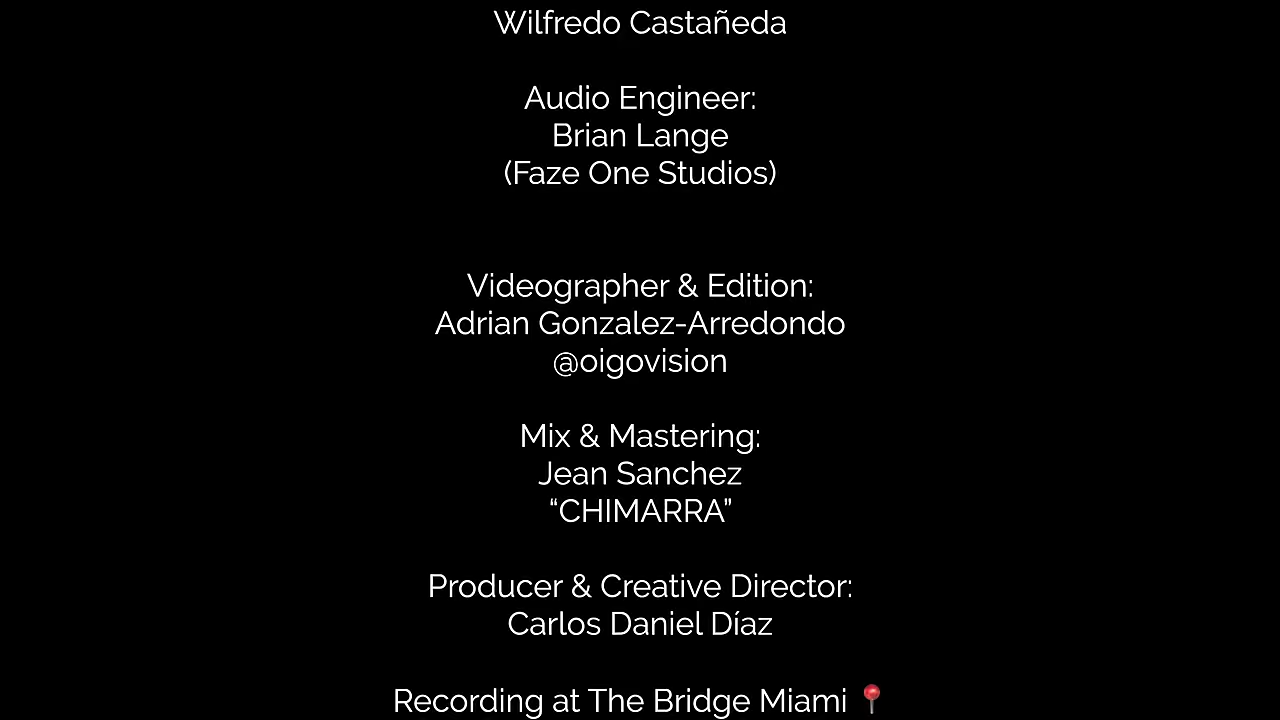 Wilfredo Castañeda
Audio Engineer:
Brian Lange
(Faze One Studios)
Videographer & Edition:
Adrian Gonzalez-Arredondo
@oigovision
Mix & Mastering:
Jean Sanchez
“CHIMARRA”
Producer & Creative Director:
Carlos Daniel Díaz
Recording at The Bridge Miami 📍